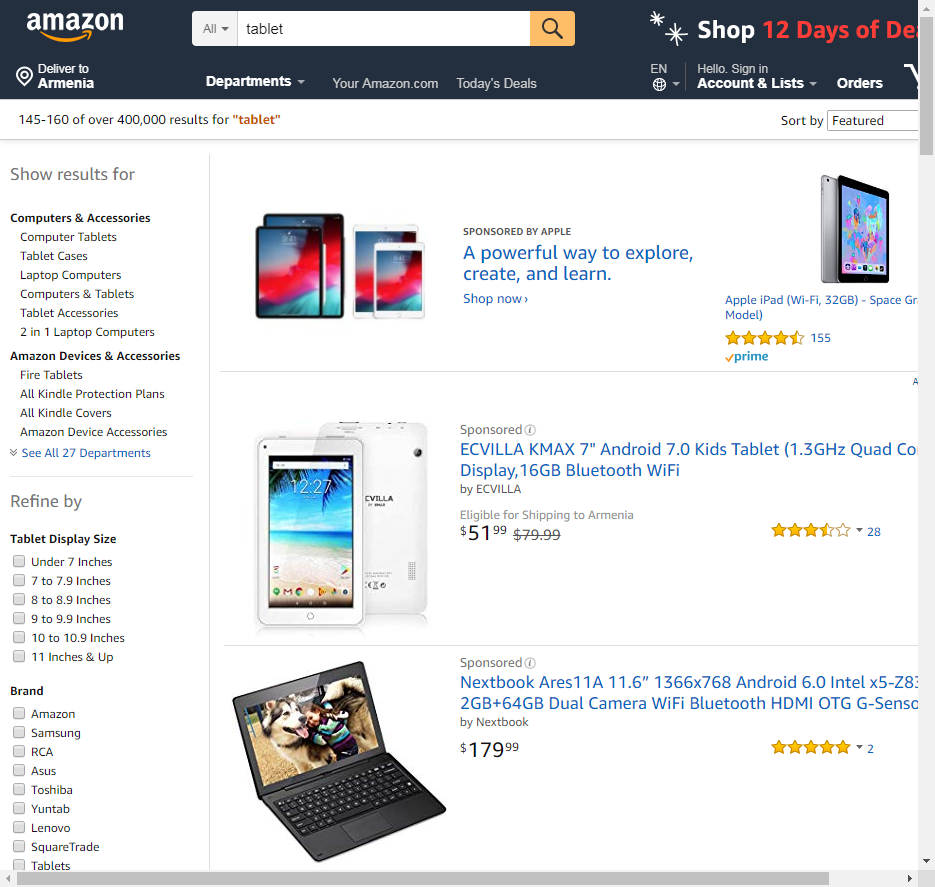 amazon
All
tablet
Shop 12 Days of De
Deliver to
Armenia
Departments
Your Amazon.com
Today's Deals
EN
Hello. Sign in
Account & Lists
Orders
145-160 of over 400,000 results for "tablet"
Sort by
Featured
Show results for
Computers & Accessories
Computer Tablets
Tablet Cases
Laptop Computers
Computers & Tablets
Tablet Accessories
2 in 1 Laptop Computers
Amazon Devices & Accessories
Fire Tablets
All Kindle Protection Plans
All Kindle Covers
Amazon Device Accessories
See All 27 Departments
Refine by
Tablet Display Size
Under 7 Inches
7 to 7.9 Inches
8 to 8.9 Inches
9 to 9.9 Inches
10 to 10.9 Inches
11 Inches & Up
Brand
Amazon
Samsung
RCA
Asus
Toshiba
Yuntab
Lenovo
SquareTrade
Tablets
SPONSORED BY APPLE
A powerful way to explore,
create, and learn.
Shop now ›
Apple iPad (Wi-Fi, 32GB) - Space Gr
Model)
155
prime
A
12:27
CVILLA
Sponsored
ECVILLA KMAX 7" Android 7.0 Kids Tablet (1.3GHz Quad Co
Display,16GB Bluetooth WiFi
by ECVILLA
Eligible for Shipping to Armenia
$51 99 $79.99
28
Sponsored
Nextbook Ares11A 11.6” 1366x768 Android 6.0 Intel x5-Z83
2GB+64GB Dual Camera WiFi Bluetooth HDMI OTG G-Senso
by Nextbook
$179 99
2